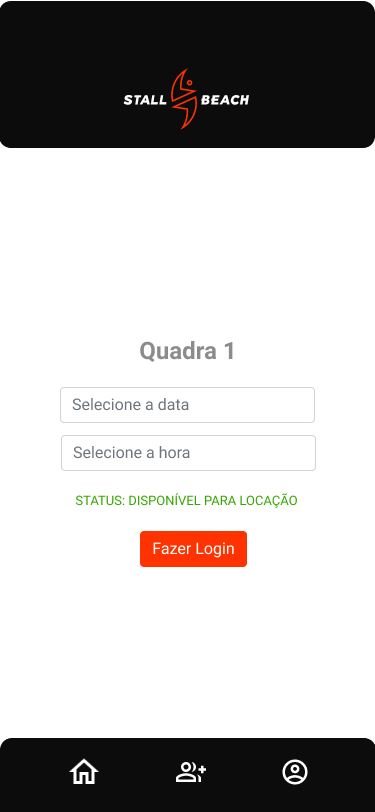 STALL BEACH
Quadra 1
Selecione a data
Selecione a hora
STATUS: DISPONÍVEL PARA LOCAÇÃO
Fazer Login